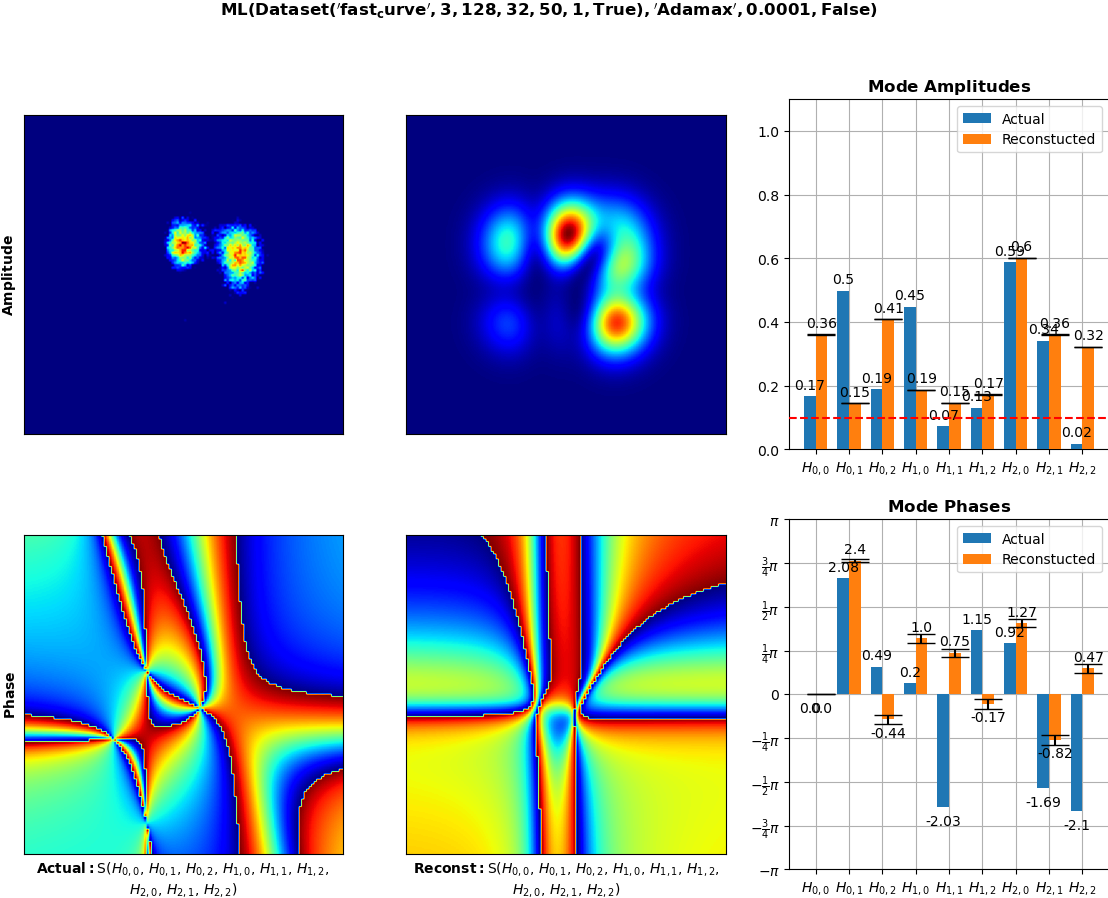 ML(Dataset('fast_curve', 3, 128, 32, 50, 1, True), 'Adamax', 0.0001, False)
Amplitude
Mode Amplitudes
Actual
Reconstucted
1.0
0.8
0.6
0.4
0.2
0.0
0.17 0.36 0.5 0.15 0.19 0.41 0.45 0.19 0.07 0.15 0.13 0.17 0.59 0.6 0.34 0.36 0.02 0.32
H0,0 H0,1 H0,2 H1,0 H1,1 H1,2 H2,0 H2,1 H2,2
Phase
Mode Phases
Actual
Reconstucted
π
3/4π
1/2π
1/4π
0
−1/4π
−1/2π
−3/4π
−π
0.0 0.0 2.08 2.4 0.49 -0.44 0.2 1.0 -2.03 0.75 1.15 -0.17 0.92 1.27 -1.69 -0.82 -2.1 0.47
H0,0 H0,1 H0,2 H1,0 H1,1 H1,2 H2,0 H2,1 H2,2
Actual: S(H0,0, H0,1, H0,2, H1,0, H1,1, H1,2,
H2,0, H2,1, H2,2)
Reconst: S(H0,0, H0,1, H0,2, H1,0, H1,1, H1,2,
H2,0, H2,1, H2,2)